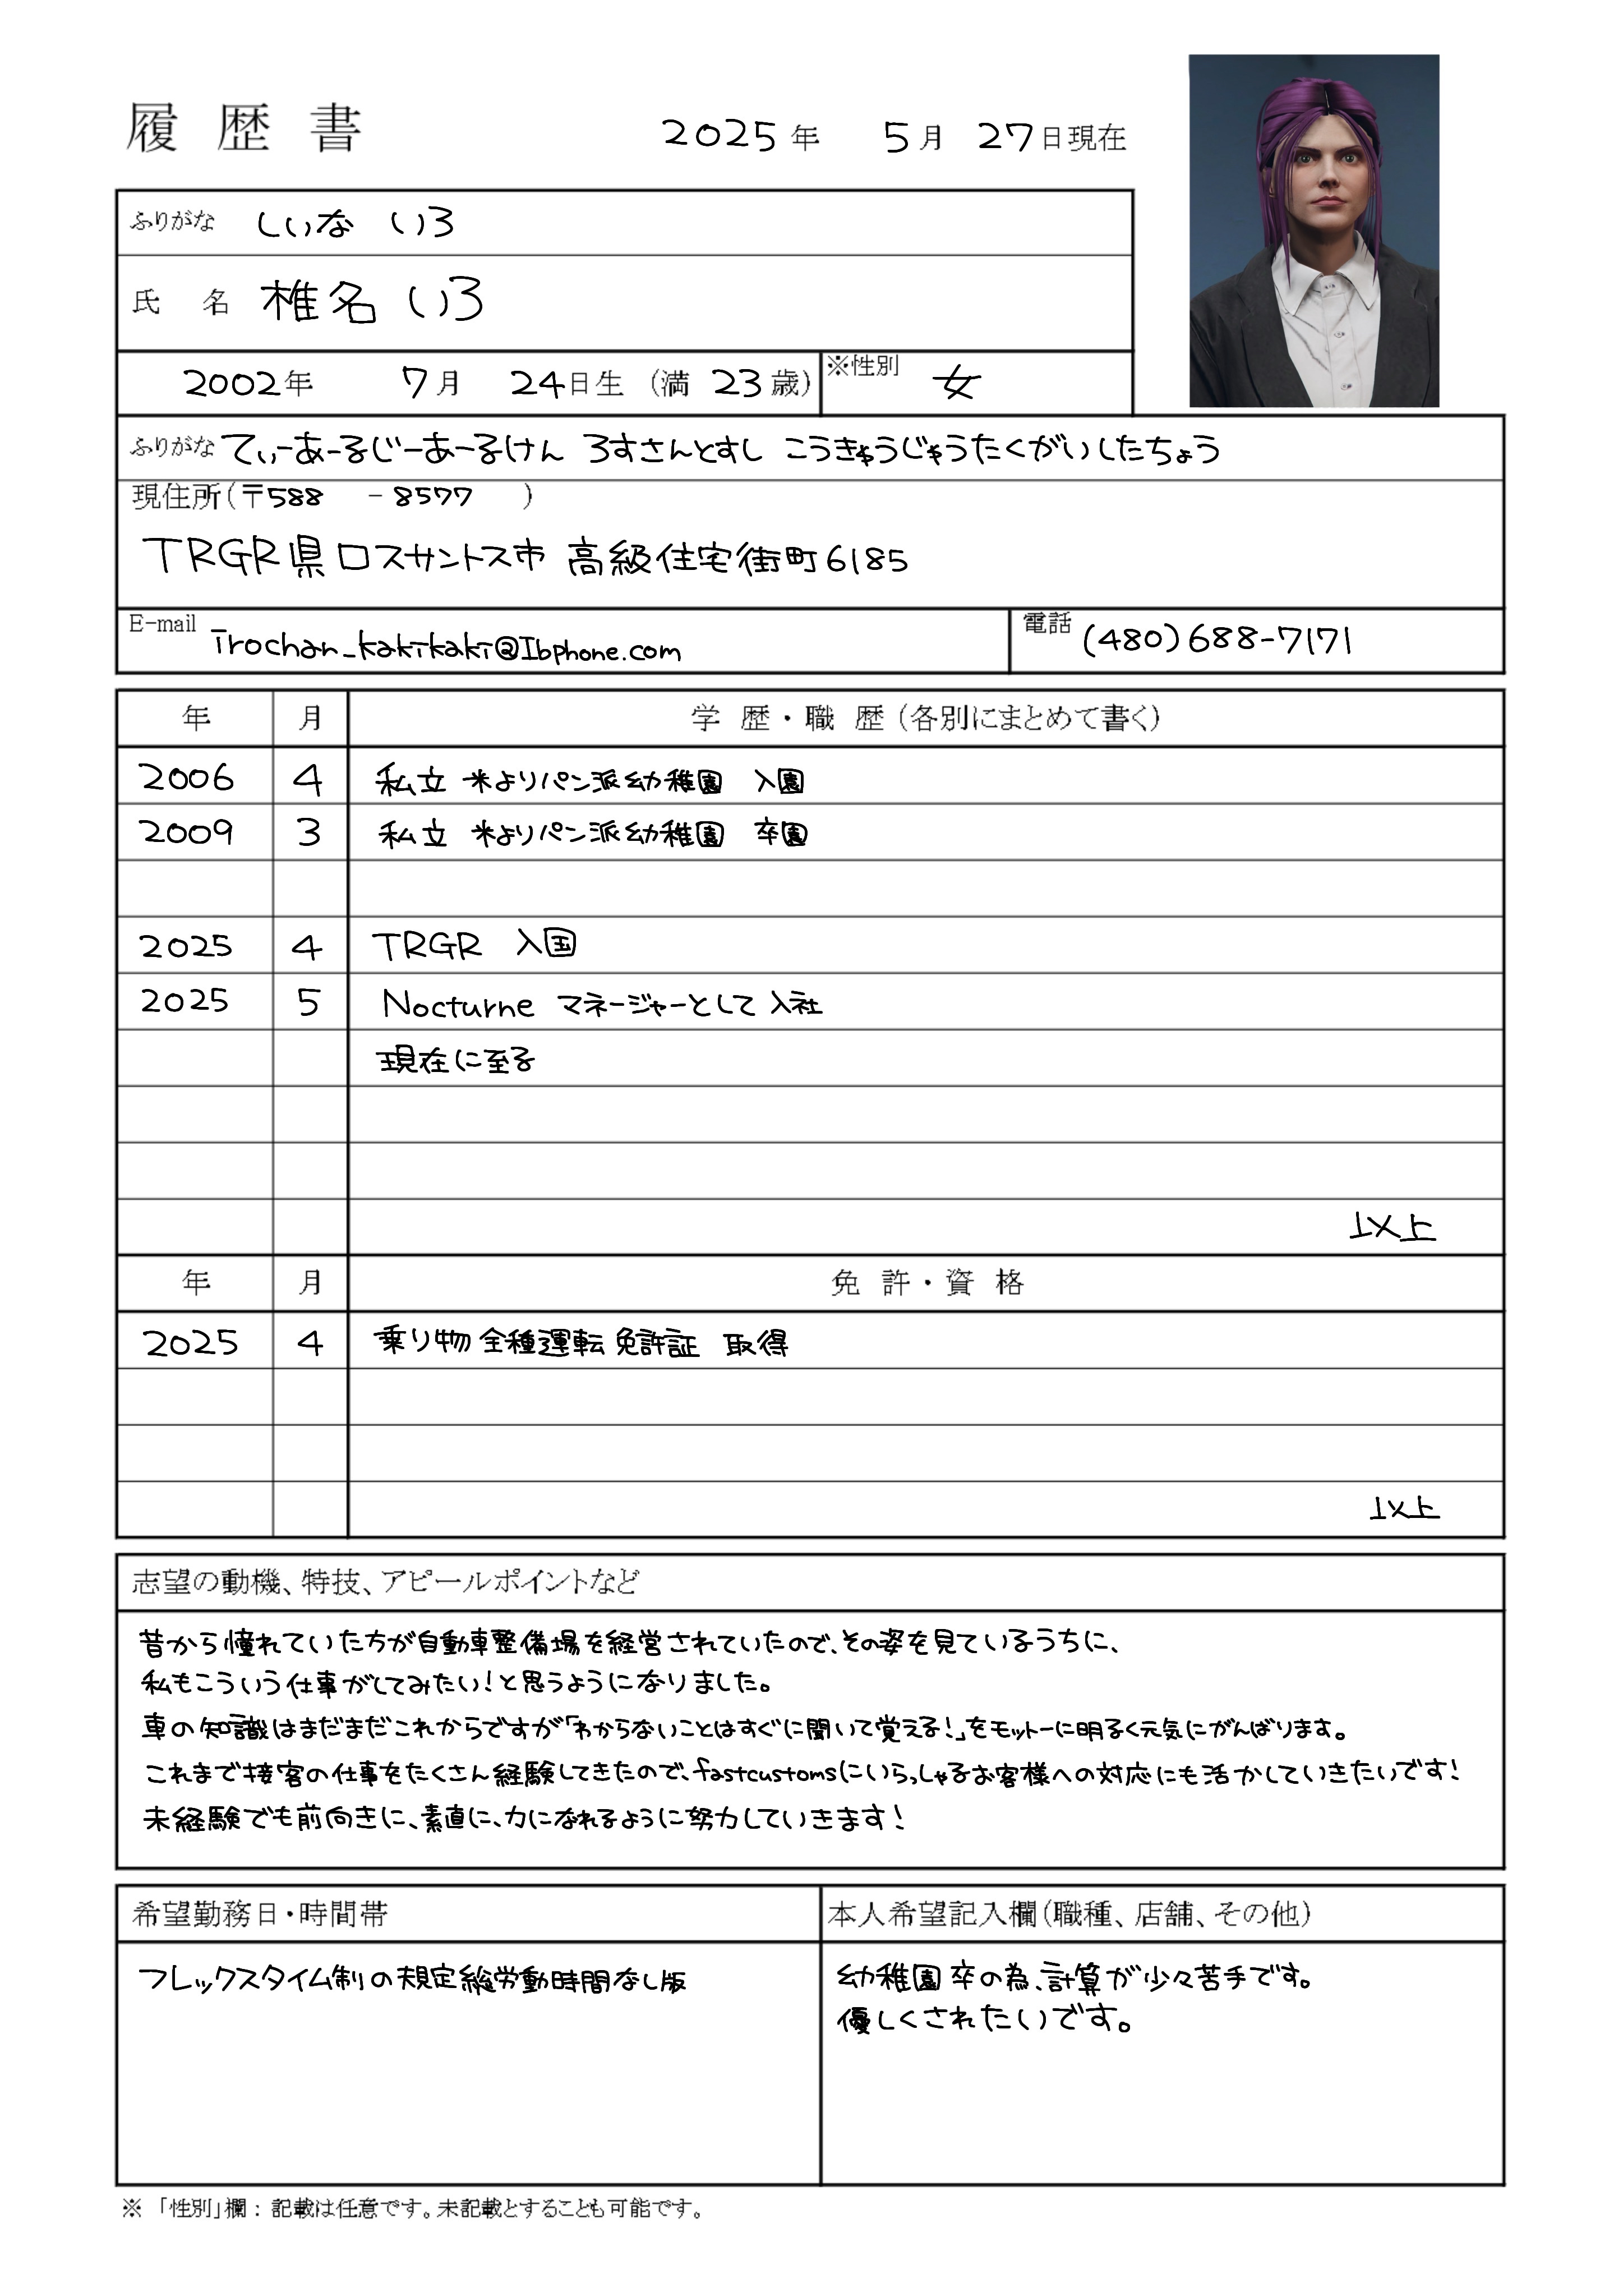 履歴書
2025年 5月 27日現在
ふりがな しいな いろ
氏 名 椎名 いろ
2002年 7月 24日生 (満 23歳) ※性別 女
ふりがな てぃーあーるじーあーるけん ろすさんとすし こうきゅうじゅうたくがいしたちょう
現住所(〒588 - 8577 )
TRGR県ロスサントス市 高級住宅街町6185
E-mail irochan_kakikaki@Ibphone.com 電話 (480)688-7171
年 月 学 歴・職 歴(各別にまとめて書く)
2006 4 私立 米よりパン派幼稚園 入園
2009 3 私立 米よりパン派幼稚園 卒園
2025 4 TRGR 入国
2025 5 Nocturne マネージャーとして入社
現在に至る
以上
年 月 免 許・資 格
2025 4 乗り物全種運転免許証 取得
以上
志望の動機、特技、アピールポイントなど
昔から憧れていた方が自動車整備場を経営されていたので、その姿を見ているうちに、
私もこういう仕事がしてみたい!と思うようになりました。
車の知識はまだまだこれからですが「わからないことはすぐに聞いて覚える!」をモットーに明るく元気にがんばります。
これまで接客の仕事をたくさん経験してきたので、fastcustomsにいらっしゃるお客様への対応にも活かしていきたいです!
未経験でも前向きに、素直に、力になれるように努力していきます!
希望勤務日・時間帯 本人希望記入欄(職種、店舗、その他)
フレックスタイム制の規定総労働時間なし版
幼稚園卒の為、計算が少々苦手です。
優しくされたいです。
※「性別」欄：記載は任意です。未記載とすることも可能です。